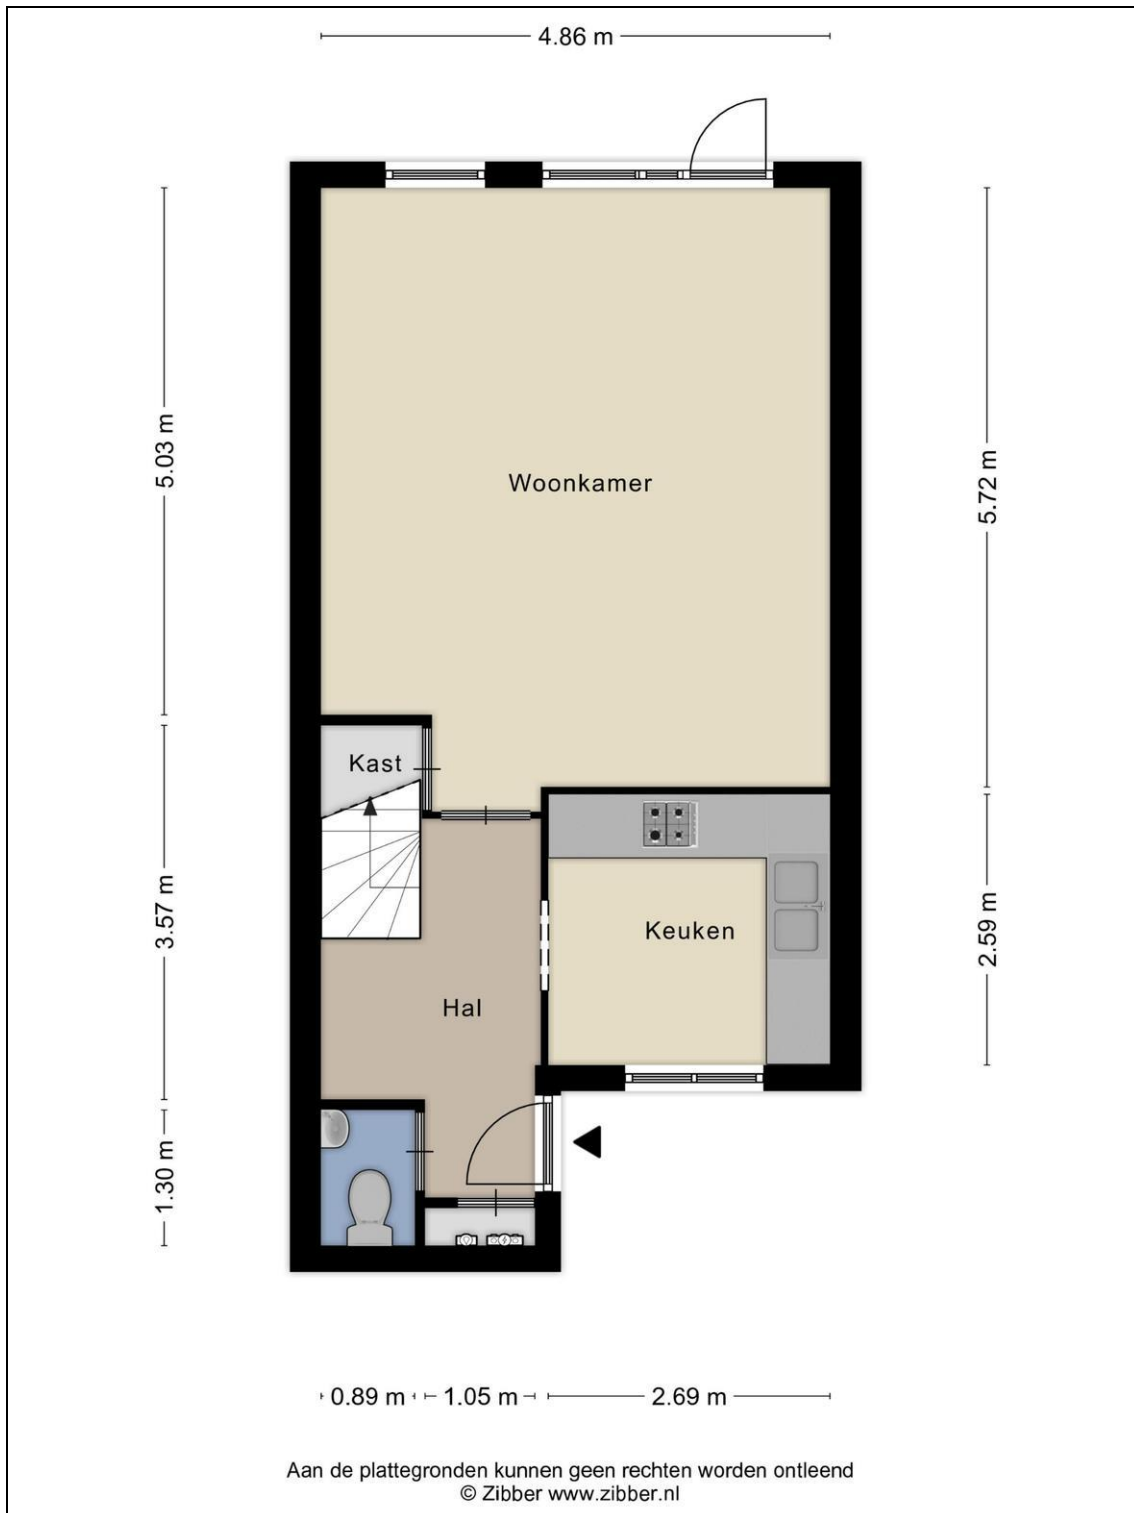 4.86 m
5.03 m
5.72 m
Woonkamer
Kast
3.57 m
Keuken
2.59 m
Hal
1.30 m
0.89 m
1.05 m
2.69 m
Aan de plattegronden kunnen geen rechten worden ontleend
© Zibber www.zibber.nl